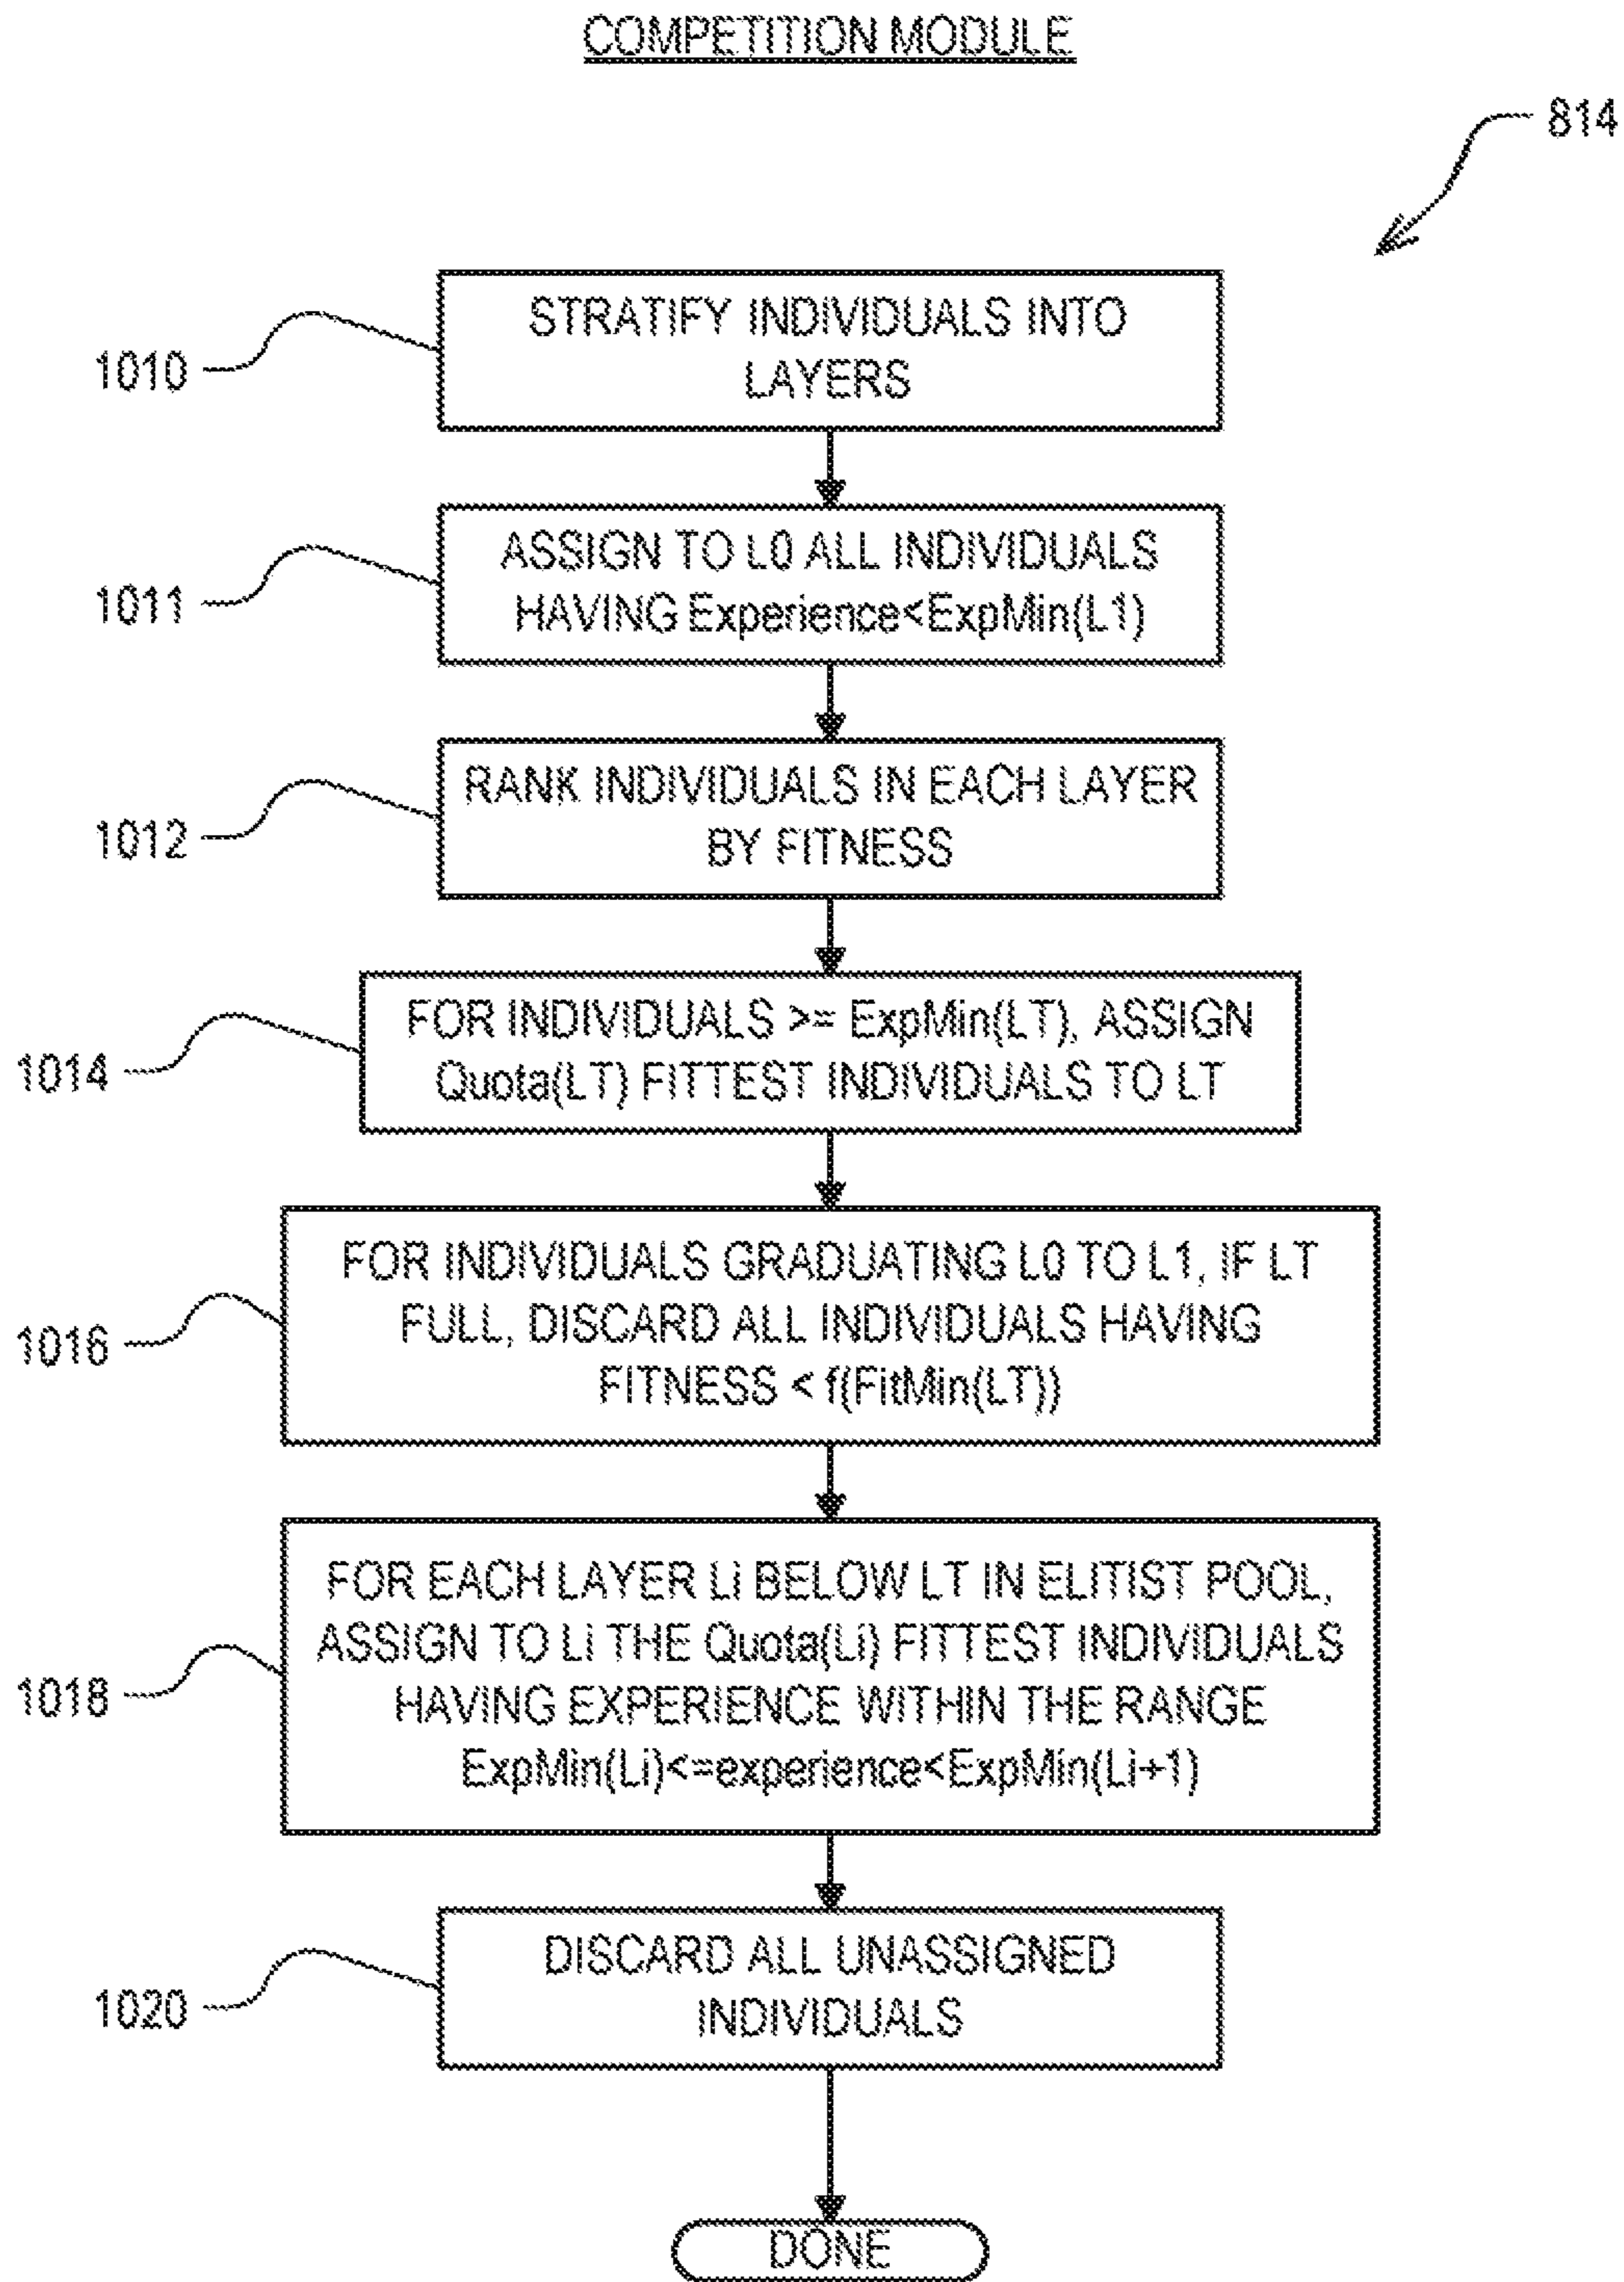 COMPETITION MODULE
814
STRATIFY INDIVIDUALS INTO
LAYERS
1010
ASSIGN TO L0 ALL INDIVIDUALS
HAVING Experience<ExpMin(L1)
1011
RANK INDIVIDUALS IN EACH LAYER
BY FITNESS
1012
FOR INDIVIDUALS >= ExpMin(LT), ASSIGN
Quota(LT) FITTEST INDIVIDUALS TO LT
1014
FOR INDIVIDUALS GRADUATING L0 TO L1, IF LT
FULL, DISCARD ALL INDIVIDUALS HAVING
FITNESS < f(FitMin(LT))
1016
FOR EACH LAYER Li BELOW LT IN ELITIST POOL,
ASSIGN TO Li THE Quota(Li) FITTEST INDIVIDUALS
HAVING EXPERIENCE WITHIN THE RANGE
ExpMin(Li)<=experience<ExpMin(Li+1)
1018
DISCARD ALL UNASSIGNED
INDIVIDUALS
1020
DONE